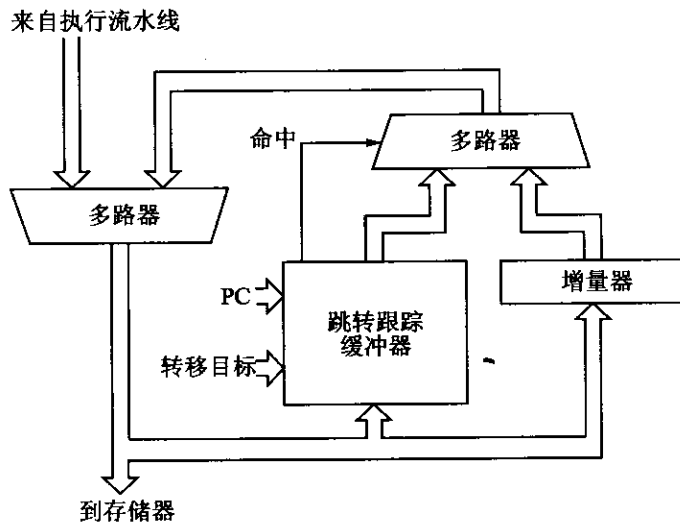 来自执行流水线
命中
多路器
多路器
增量器
PC
跳转跟踪
缓冲器
转移目标
到存储器